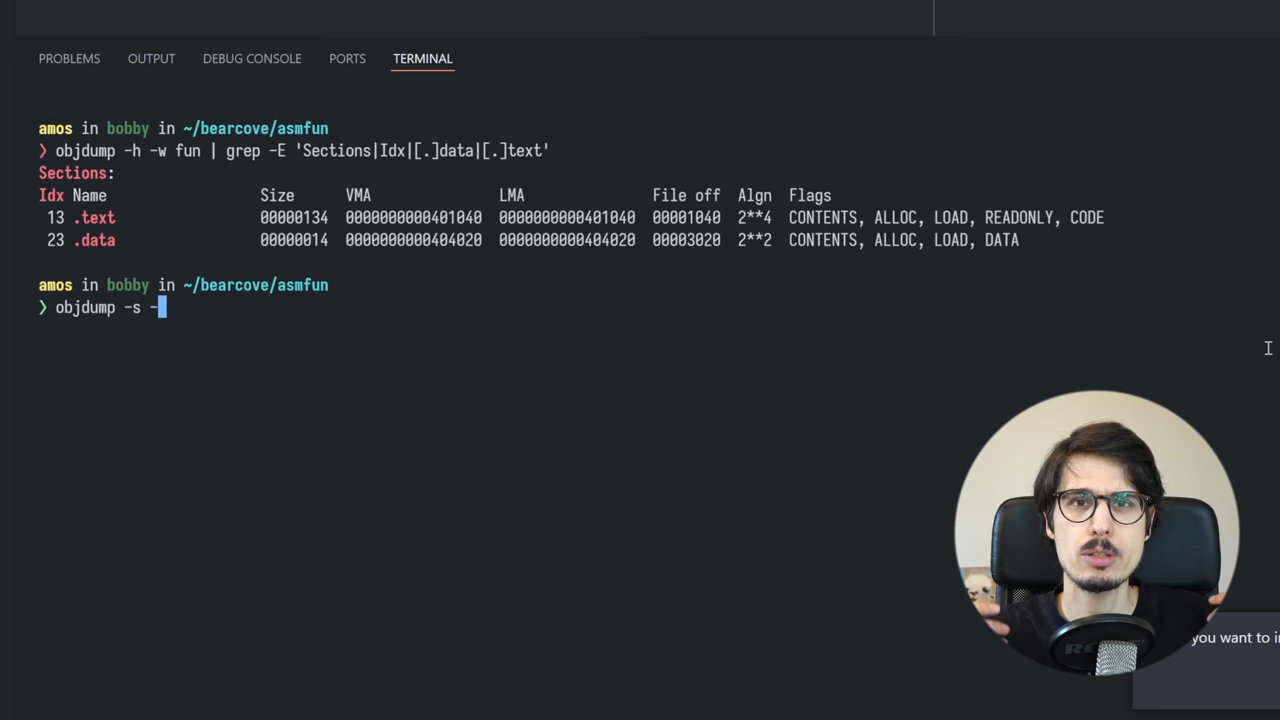 PROBLEMS OUTPUT DEBUG CONSOLE PORTS TERMINAL
amos in bobby in ~/bearcove/asmfun
❯ objdump -h -w fun | grep -E 'Sections|Idx|[.]data|[.]text'
Sections:
Idx Name Size VMA LMA File off Algn Flags
13 .text 00000134 0000000000401040 0000000000401040 00001040 2**4 CONTENTS, ALLOC, LOAD, READONLY, CODE
23 .data 00000014 0000000000404020 0000000000404020 00003020 2**2 CONTENTS, ALLOC, LOAD, DATA
amos in bobby in ~/bearcove/asmfun
❯ objdump -s -
you want to